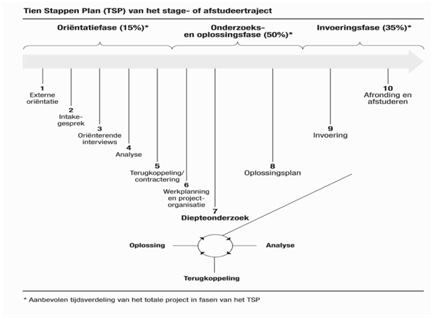 Tien Stappen Plan (TSP) van het stage- of afstudeertraject
Oriëntatiefase (15%)*
Onderzoeks-
en oplossingsfase (50%)*
Invoeringsfase (35%)*
1
Externe
oriëntatie
2
Intake-
gesprek
3
Oriënterende
interviews
4
Analyse
5
Terugkoppeling/
contractering
6
Werkplanning
en project-
organisatie
7
Diepteonderzoek
8
Oplossingsplan
9
Invoering
10
Afronding en
afstuderen
Oplossing
Analyse
Terugkoppeling
* Aanbevolen tijdsverdeling van het totale project in fasen van het TSP